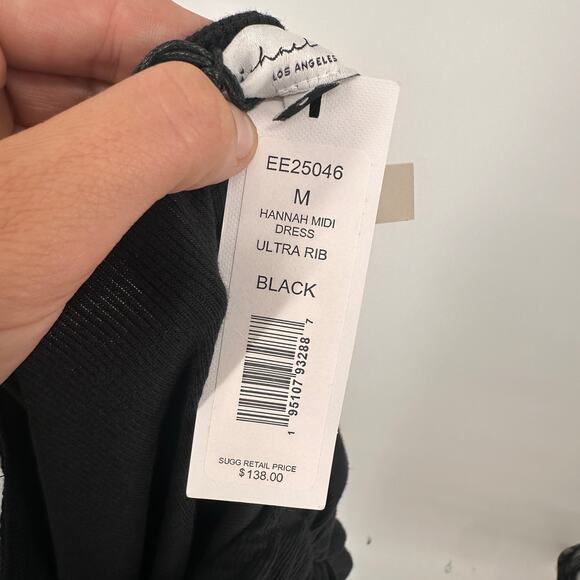 LOS ANGELES
EE25046
M
HANNAH MIDI
DRESS
ULTRA RIB
BLACK
1 95107 93288 7
SUGG RETAIL PRICE
$138.00